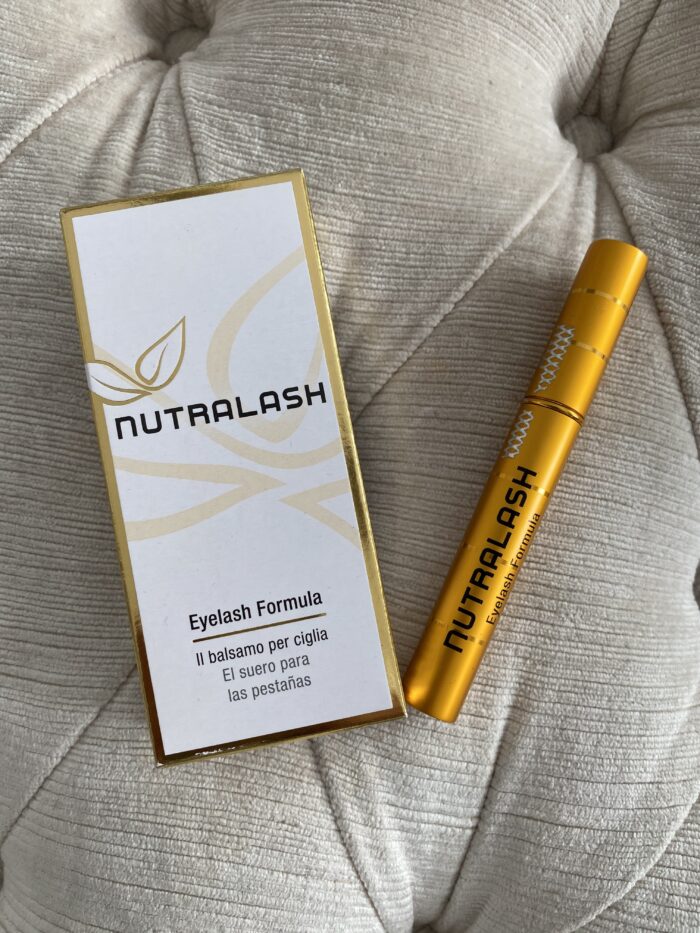 NUTRALASH
Eyelash Formula
Il balsamo per ciglia
El suero para
las pestañas
NUTRALASH
Eyelash Formula